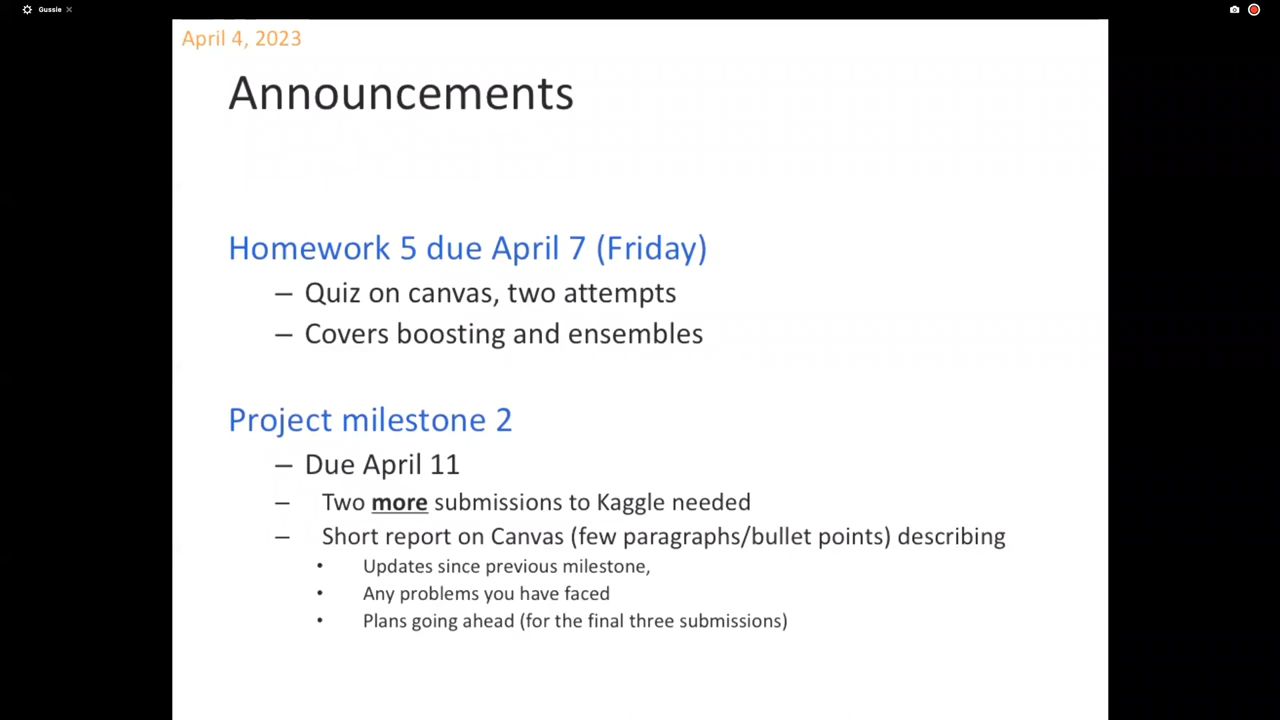 Gussie
April 4, 2023
Announcements
Homework 5 due April 7 (Friday)
– Quiz on canvas, two attempts
– Covers boosting and ensembles
Project milestone 2
– Due April 11
– Two more submissions to Kaggle needed
– Short report on Canvas (few paragraphs/bullet points) describing
• Updates since previous milestone,
• Any problems you have faced
• Plans going ahead (for the final three submissions)